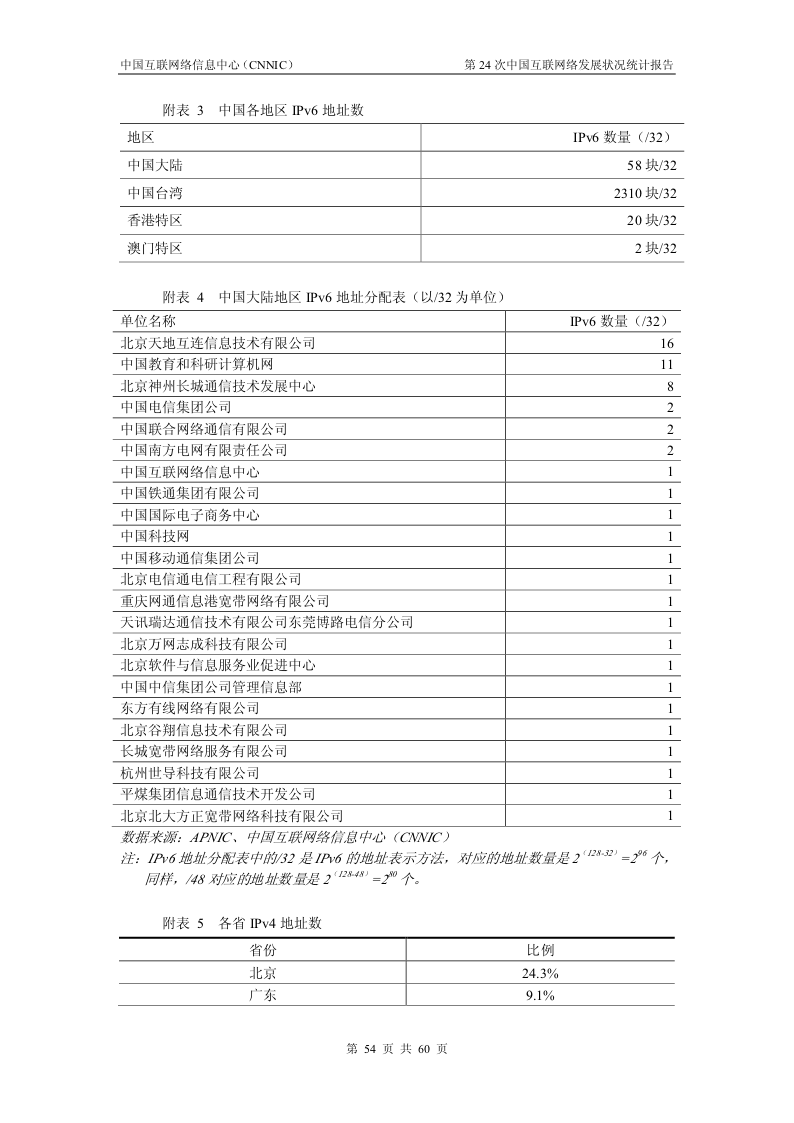 中国互联网络信息中心（CNNIC） 第 24 次中国互联网络发展状况统计报告
附表 3 中国各地区 IPv6 地址数
地区 IPv6 数量（/32）
中国大陆 58 块/32
中国台湾 2310 块/32
香港特区 20 块/32
澳门特区 2 块/32
附表 4 中国大陆地区 IPv6 地址分配表（以/32 为单位）
单位名称 IPv6 数量（/32）
北京天地互连信息技术有限公司 16
中国教育和科研计算机网 11
北京神州长城通信技术发展中心 8
中国电信集团公司 2
中国联合网络通信有限公司 2
中国南方电网有限责任公司 2
中国互联网络信息中心 1
中国铁通集团有限公司 1
中国国际电子商务中心 1
中国科技网 1
中国移动通信集团公司 1
北京电信通电信工程有限公司 1
重庆网通信息港宽带网络有限公司 1
天讯瑞达通信技术有限公司东莞博路电信分公司 1
北京万网志成科技有限公司 1
北京软件与信息服务业促进中心 1
中国中信集团公司管理信息部 1
东方有线网络有限公司 1
北京谷翔信息技术有限公司 1
长城宽带网络服务有限公司 1
杭州世导科技有限公司 1
平煤集团信息通信技术开发公司 1
北京北大方正宽带网络科技有限公司 1
数据来源：APNIC、中国互联网络信息中心（CNNIC）
注：IPv6 地址分配表中的/32 是 IPv6 的地址表示方法，对应的地址数量是 2（128-32）=296 个，
同样，/48 对应的地址数量是 2（128-48）=280 个。
附表 5 各省 IPv4 地址数
省份 比例
北京 24.3%
广东 9.1%
第 54 页 共 60 页